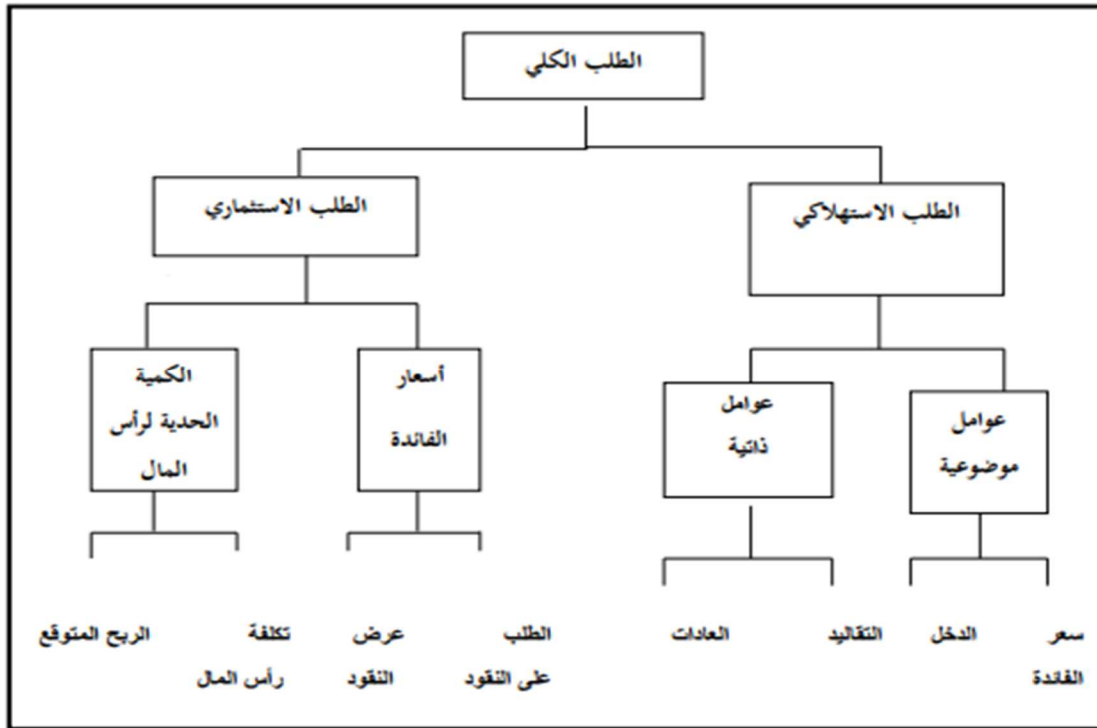 الطلب الكلي
الطلب الاستهلاكي
الطلب الاستثماري
عوامل
موضوعية
عوامل
ذاتية
أسعار
الفائدة
الكمية
الحدية لرأس
المال
سعر
الفائدة
الدخل
التقاليد
العادات
الطلب
على النقود
عرض
النقود
تكلفة
رأس المال
الربح المتوقع